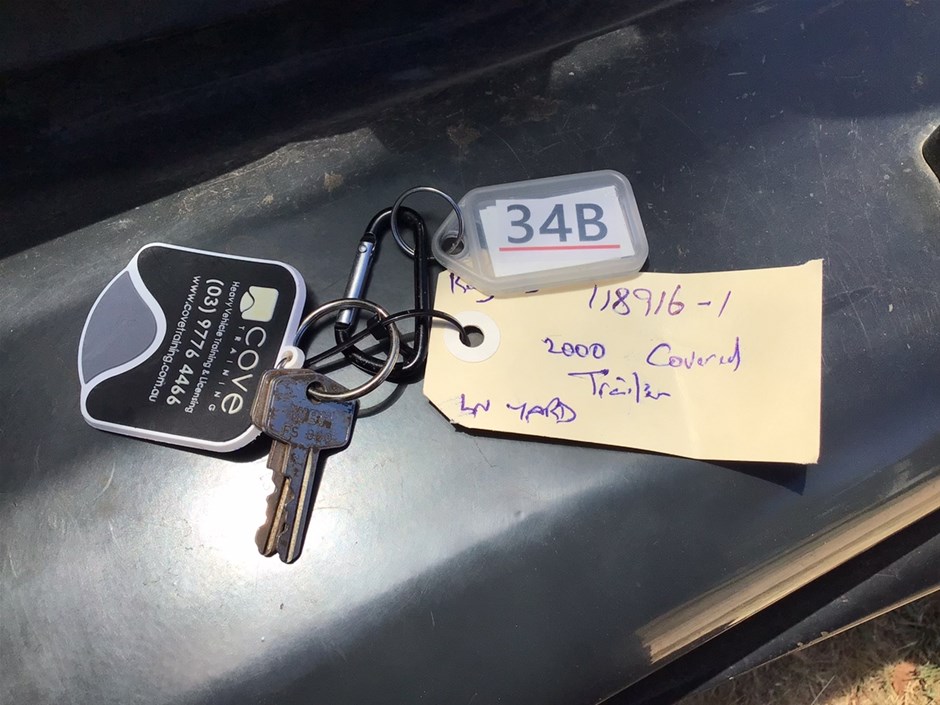 34B
118916-1
2000 Covered
Trailer
IN YARD
cove
TRAINING
Heavy Vehicle Training & Licensing
(03) 9776 4466
www.covetraining.com.au